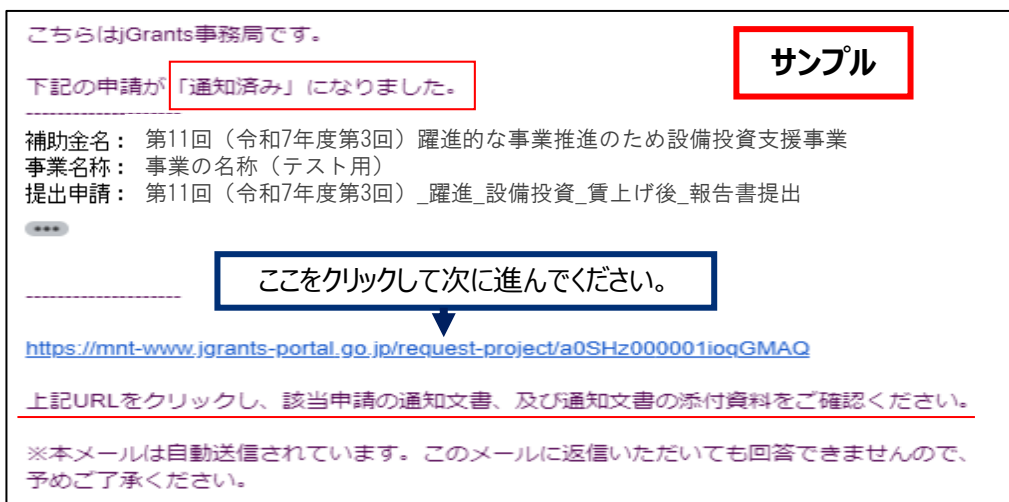 こちらはjGrants事務局です。
サンプル
下記の申請が「通知済み」になりました。
--------------------
補助金名： 第11回（令和7年度第3回）躍進的な事業推進のため設備投資支援事業
事業名称： 事業の名称（テスト用）
提出申請： 第11回（令和7年度第3回）_躍進_設備投資_賃上げ後_報告書提出
•••
ここをクリックして次に進んでください。
--------------------
https://mnt-www.jgrants-portal.go.jp/request-project/a0SHz000001ioqGMAQ
上記URLをクリックし、該当申請の通知文書、及び通知文書の添付資料をご確認ください。
※本メールは自動送信されています。このメールに返信いただいても回答できませんので、
予めご了承ください。